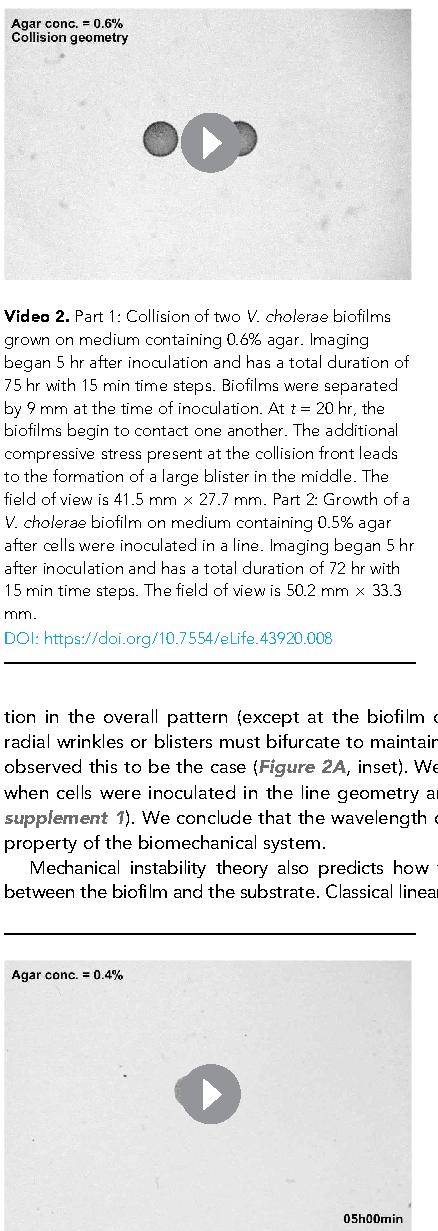 Agar conc. = 0.6%
Collision geometry
Video 2. Part 1: Collision of two V. cholerae biofilms
grown on medium containing 0.6% agar. Imaging
began 5 hr after inoculation and has a total duration of
75 hr with 15 min time steps. Biofilms were separated
by 9 mm at the time of inoculation. At t = 20 hr, the
biofilms begin to contact one another. The additional
compressive stress present at the collision front leads
to the formation of a large blister in the middle. The
field of view is 41.5 mm × 27.7 mm. Part 2: Growth of a
V. cholerae biofilm on medium containing 0.5% agar
after cells were inoculated in a line. Imaging began 5 hr
after inoculation and has a total duration of 72 hr with
15 min time steps. The field of view is 50.2 mm × 33.3
mm.
DOI: https://doi.org/10.7554/eLife.43920.008
tion in the overall pattern (except at the biofilm
radial wrinkles or blisters must bifurcate to maintain
observed this to be the case (Figure 2A, inset). We
when cells were inoculated in the line geometry
supplement 1). We conclude that the wavelength
property of the biomechanical system.
Mechanical instability theory also predicts how
between the biofilm and the substrate. Classical linear
Agar conc. = 0.4%
05h00min